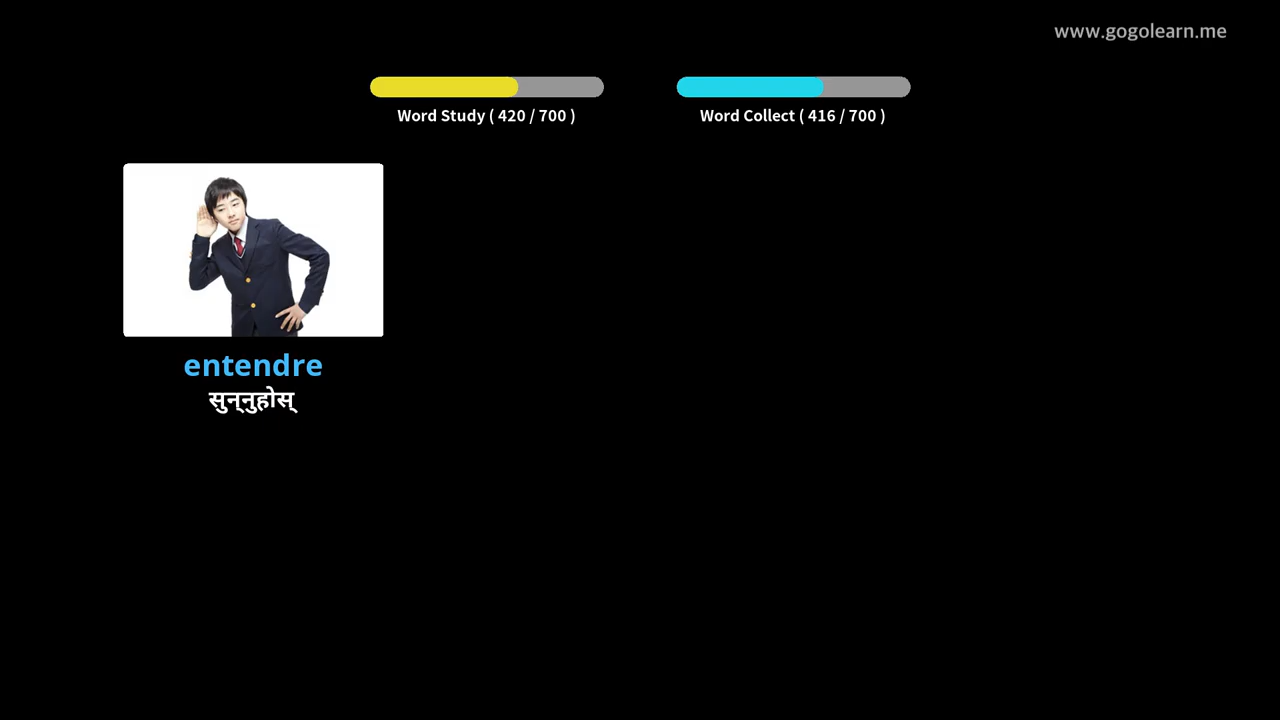 www.gogolearn.me
Word Study ( 420 / 700 )
Word Collect ( 416 / 700 )
entendre
सुन्नुहोस्